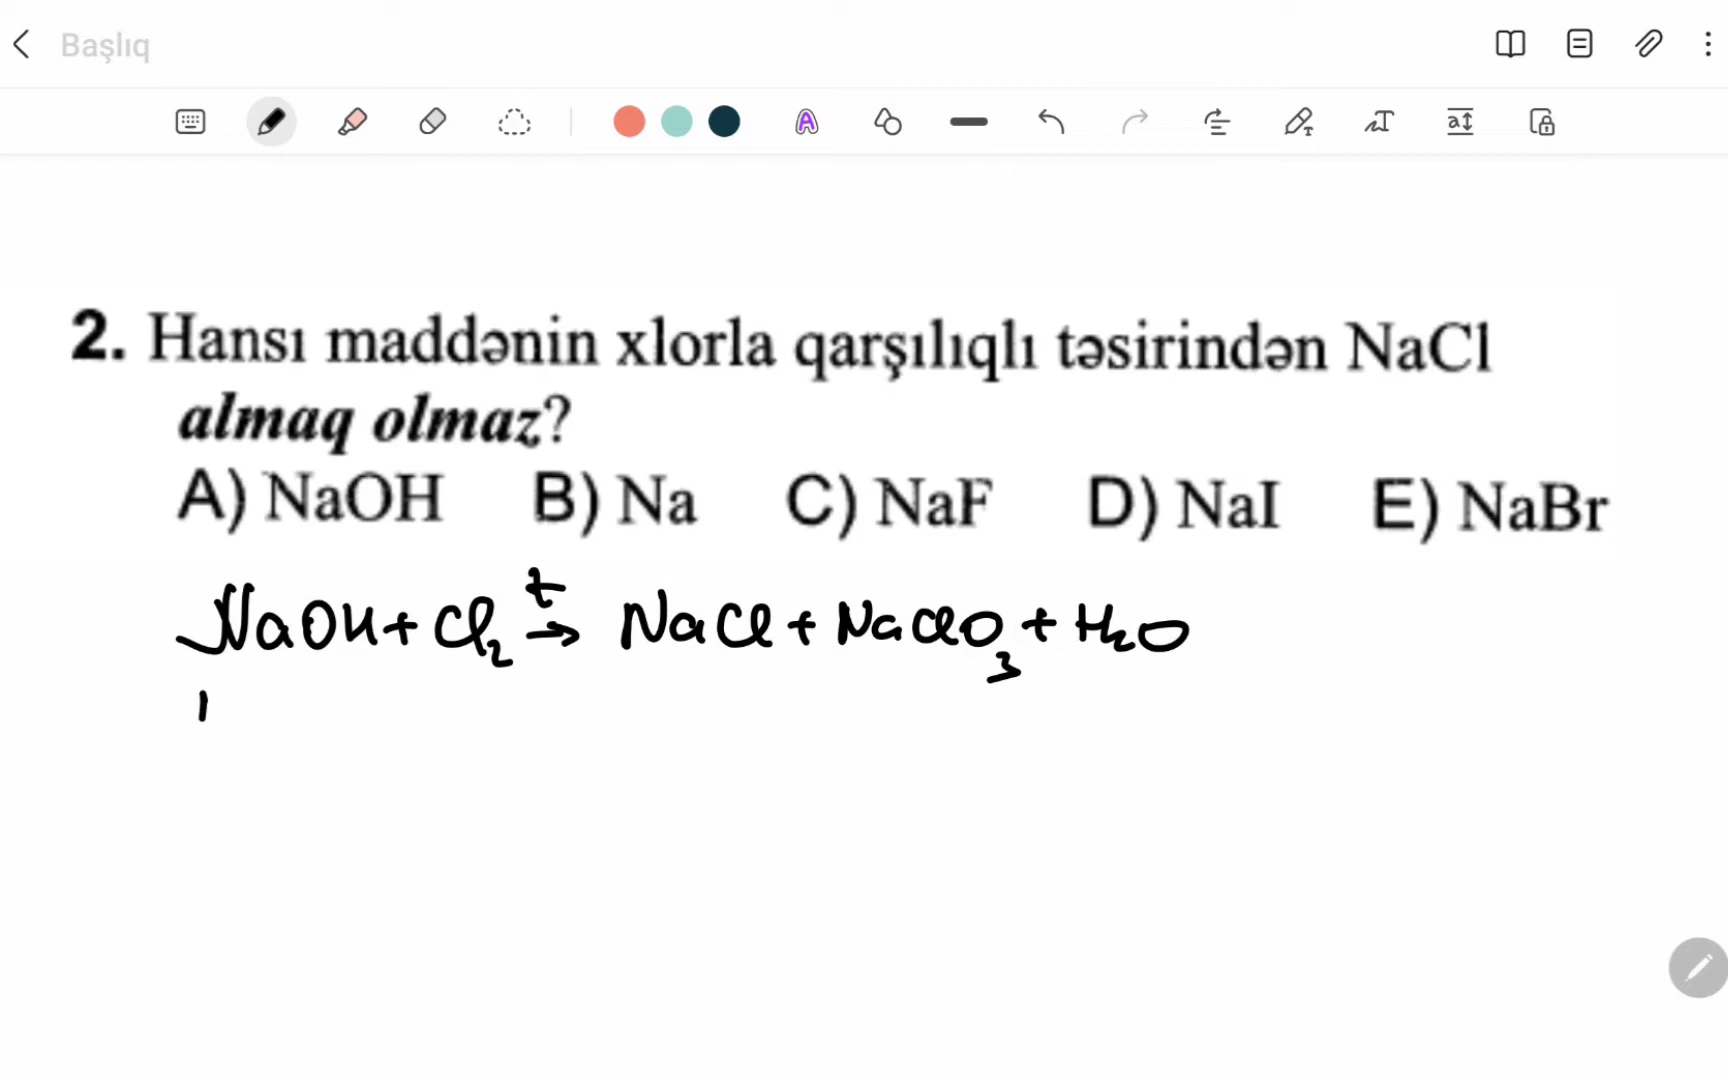 Başlıq
2. Hansı maddənin xlorla qarşılıqlı təsirindən NaCl
almaq olmaz?
A) NaOH B) Na C) NaF D) NaI E) NaBr
NaOH + Cl₂ →ᵗ NaCl + NaClO₃ + H₂O